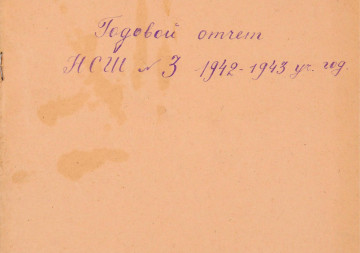 Годовой отчет
НСШ № 3 1942-1943 уч. год.